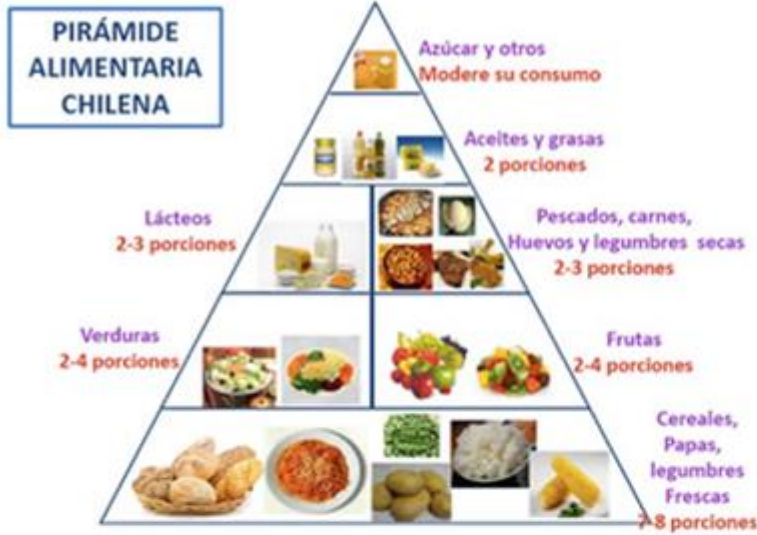 PIRÁMIDE
ALIMENTARIA
CHILENA
Azúcar y otros
Modere su consumo
Aceites y grasas
2 porciones
Lácteos
2-3 porciones
Pescados, carnes,
Huevos y legumbres secas
2-3 porciones
Verduras
2-4 porciones
Frutas
2-4 porciones
Cereales,
Papas,
legumbres
Frescas
7-8 porciones